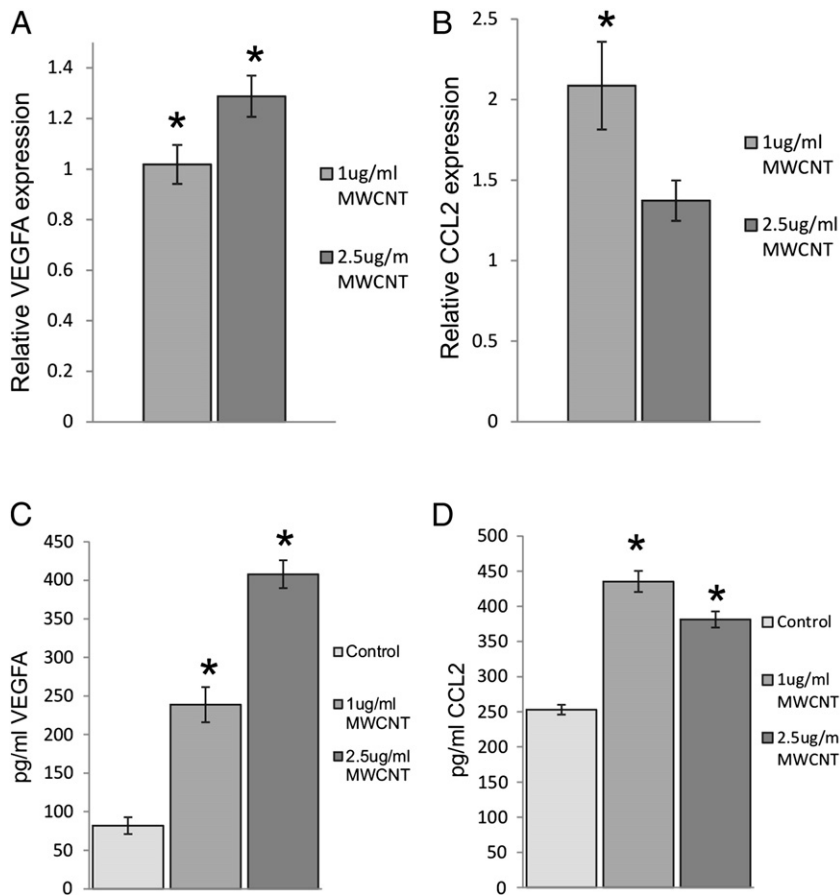 A
Relative VEGFA expression
1.4
1.2
1
0.8
0.6
0.4
0.2
0
*
*
1ug/ml
MWCNT
2.5ug/m
MWCNT
B
Relative CCL2 expression
2.5
2
1.5
1
0.5
0
*
1ug/ml
MWCNT
2.5ug/ml
MWCNT
C
pg/ml VEGFA
450
400
350
300
250
200
150
100
50
0
*
*
Control
1ug/ml
MWCNT
2.5ug/ml
MWCNT
D
pg/ml CCL2
500
450
400
350
300
250
200
150
100
50
0
*
*
Control
1ug/ml
MWCNT
2.5ug/m
MWCNT